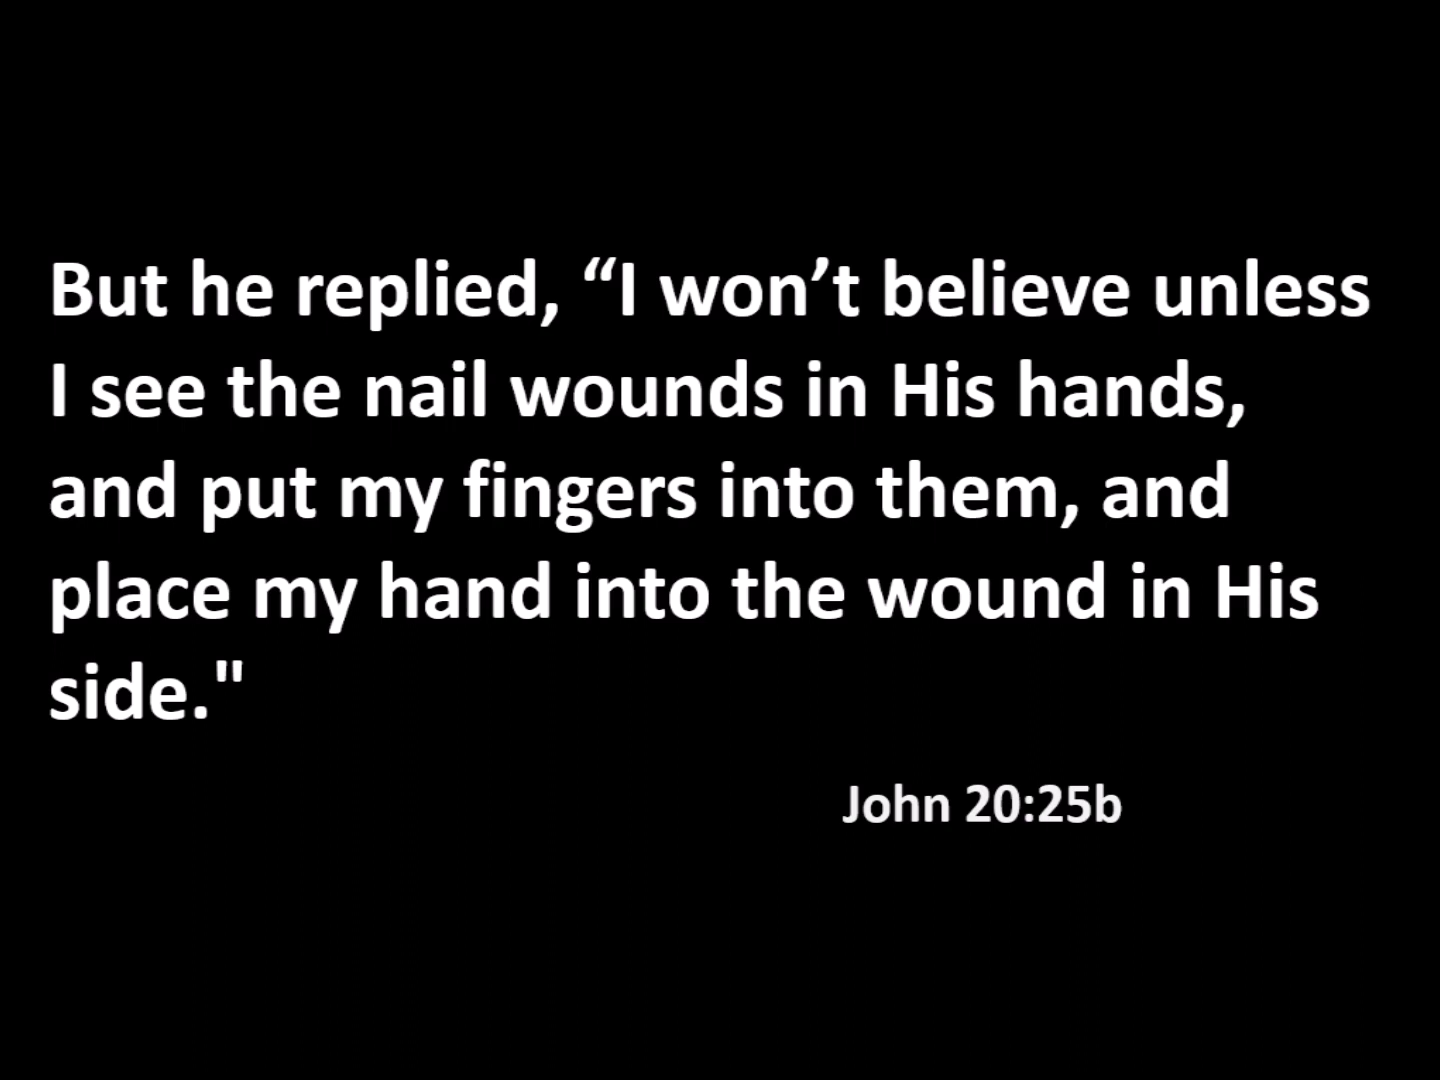 But he replied, “I won’t believe unless
I see the nail wounds in His hands,
and put my fingers into them, and
place my hand into the wound in His
side."
John 20:25b